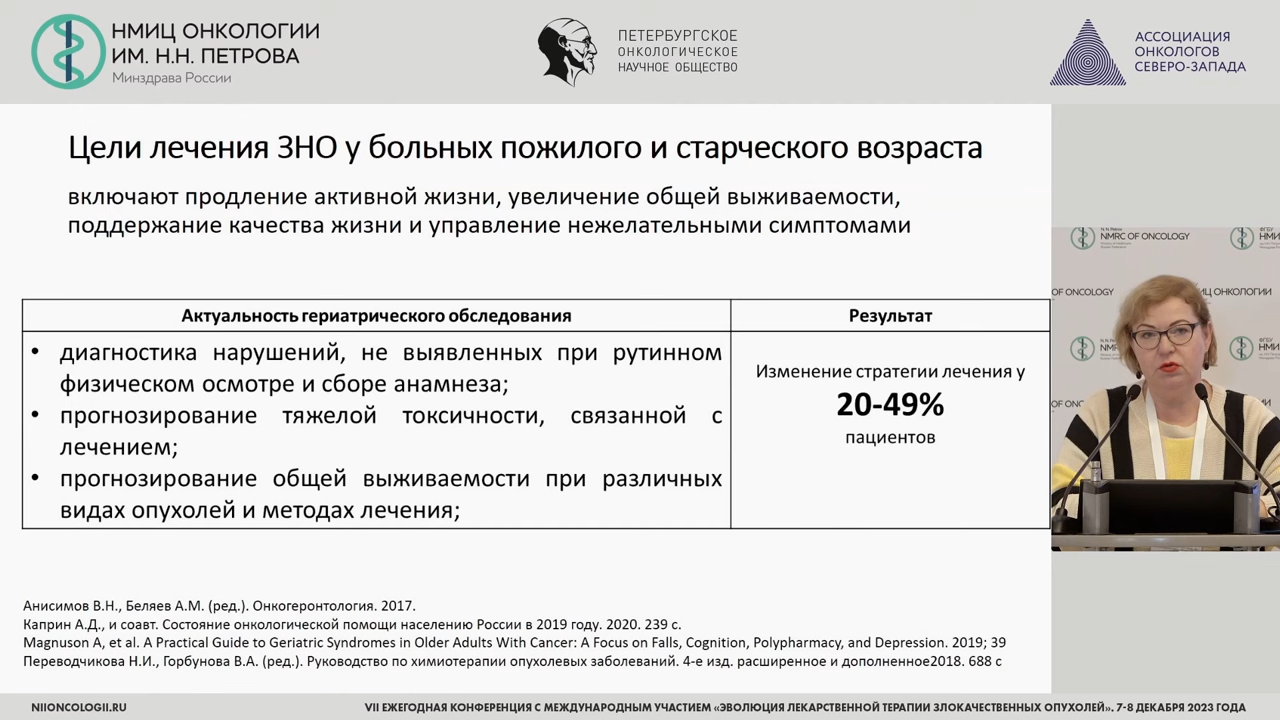 НМИЦ ОНКОЛОГИИ
ИМ. Н.Н. ПЕТРОВА
Минздрава России
ПЕТЕРБУРГСКОЕ
ОНКОЛОГИЧЕСКОЕ
НАУЧНОЕ ОБЩЕСТВО
АССОЦИАЦИЯ
ОНКОЛОГОВ
СЕВЕРО-ЗАПАДА
Цели лечения ЗНО у больных пожилого и старческого возраста
включают продление активной жизни, увеличение общей выживаемости,
поддержание качества жизни и управление нежелательными симптомами
Актуальность гериатрического обследования
• диагностика нарушений, не выявленных при рутинном
физическом осмотре и сборе анамнеза;
• прогнозирование тяжелой токсичности, связанной с
лечением;
• прогнозирование общей выживаемости при различных
видах опухолей и методах лечения;
Результат
Изменение стратегии лечения у
20-49%
пациентов
NMRC OF ONCOLOGY
НМИ
OF ONCOLOGY
ИЦ ОНКОЛОГИИ
NMR
НМИ
OF ONC
Анисимов В.Н., Беляев А.М. (ред.). Онкогеронтология. 2017.
Каприн А.Д., и соавт. Состояние онкологической помощи населению России в 2019 году. 2020. 239 с.
Magnuson A, et al. A Practical Guide to Geriatric Syndromes in Older Adults With Cancer: A Focus on Falls, Cognition, Polypharmacy, and Depression. 2019; 39
Переводчикова Н.И., Горбунова В.А. (ред.). Руководство по химиотерапии опухолевых заболеваний. 4-е изд. расширенное и дополненное2018. 688 с
NIIONCOLOGII.RU
VII ЕЖЕГОДНАЯ КОНФЕРЕНЦИЯ С МЕЖДУНАРОДНЫМ УЧАСТИЕМ «ЭВОЛЮЦИЯ ЛЕКАРСТВЕННОЙ ТЕРАПИИ ЗЛОКАЧЕСТВЕННЫХ ОПУХОЛЕЙ». 7-8 ДЕКАБРЯ 2023 ГОДА